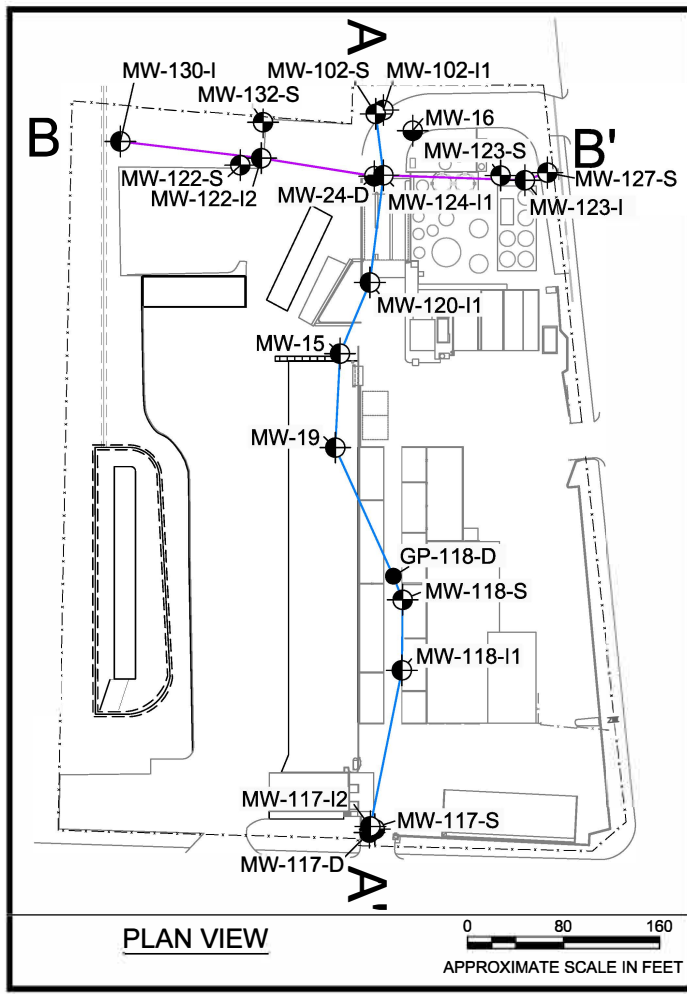 A
MW-130-I
MW-102-S
MW-102-I1
MW-132-S
MW-16
B
MW-123-S
B'
MW-122-S
MW-127-S
MW-122-I2
MW-24-D
MW-124-I1
MW-123-I
MW-120-I1
MW-15
MW-19
GP-118-D
MW-118-S
MW-118-I1
MW-117-I2
MW-117-S
MW-117-D
A'
PLAN VIEW
0 80 160
APPROXIMATE SCALE IN FEET